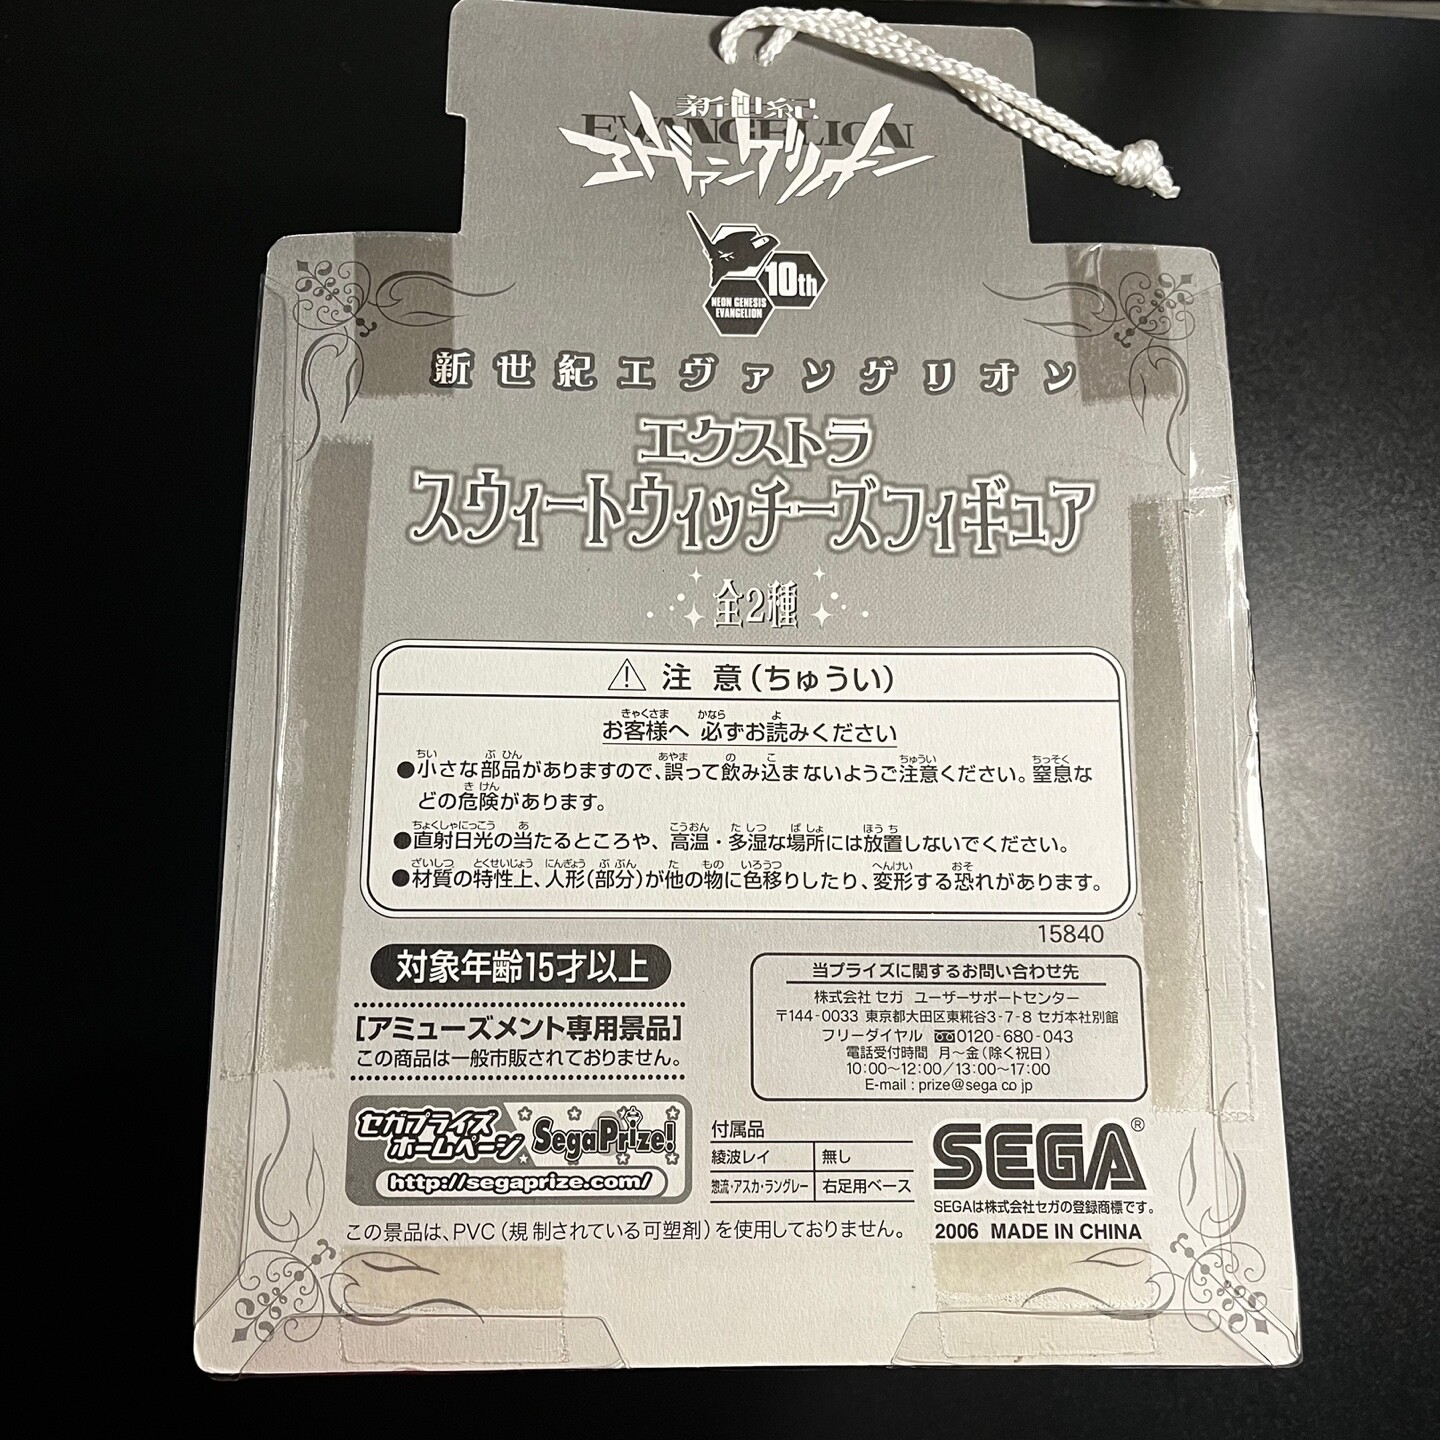 新世紀
EVANGELION
エヴァンゲリオン
10th
NEON GENESIS
EVANGELION
新世紀エヴァンゲリオン
エクストラ
スウィートウィッチーズフィギュア
全2種
注意(ちゅうい)
お客様へ 必ずお読みください
●小さな部品がありますので、誤って飲み込まないようご注意ください。窒息な
どの危険があります。
●直射日光の当たるところや、高温・多湿な場所には放置しないでください。
●材質の特性上、人形(部分)が他の物に色移りしたり、変形する恐れがあります。
15840
対象年齢15才以上
[アミューズメント専用景品]
この商品は一般市販されておりません。
当プライズに関するお問い合わせ先
株式会社 セガ ユーザーサポートセンター
〒144-0033 東京都大田区東糀谷3-7-8 セガ本社別館
フリーダイヤル 0120-680-043
電話受付時間 月〜金(除く祝日)
10:00〜12:00/13:00〜17:00
E-mail : prize@sega.co.jp
セガプライズ
ホームページ
SegaPrize!
http://segaprize.com/
付属品
綾波レイ 無し
惣流・アスカ・ラングレー 右足用ベース
SEGA®
SEGAは株式会社セガの登録商標です。
この景品は、PVC(規制されている可塑剤)を使用しておりません。
2006 MADE IN CHINA